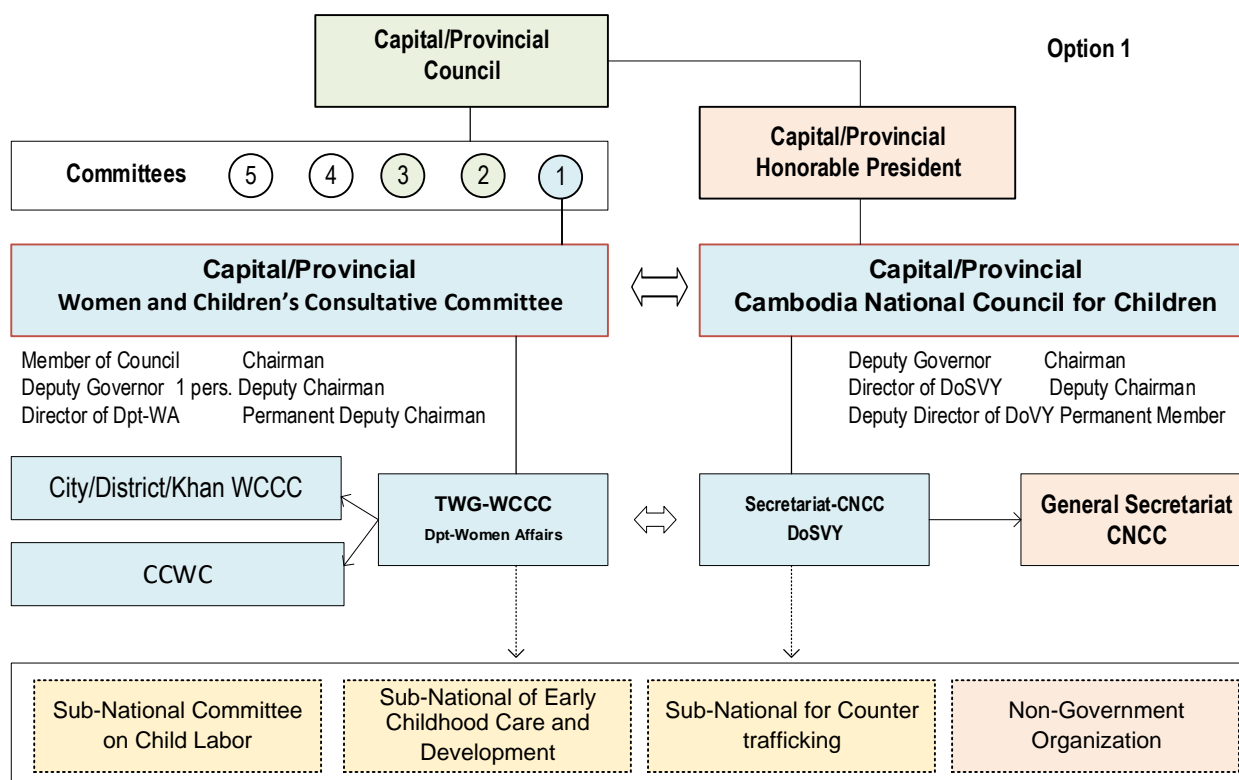 Capital/Provincial
Council
Option 1
Capital/Provincial
Honorable President
Committees 5 4 3 2 1
Capital/Provincial
Women and Children's Consultative Committee
Capital/Provincial
Cambodia National Council for Children
Member of Council Chairman
Deputy Governor 1 pers. Deputy Chairman
Director of Dpt-WA Permanent Deputy Chairman
Deputy Governor Chairman
Director of DoSVY Deputy Chairman
Deputy Director of DoVY Permanent Member
City/District/Khan WCCC
CCWC
TWG-WCCC
Dpt-Women Affairs
Secretariat-CNCC
DoSVY
General Secretariat
CNCC
Sub-National Committee
on Child Labor
Sub-National of Early
Childhood Care and
Development
Sub-National for Counter
trafficking
Non-Government
Organization